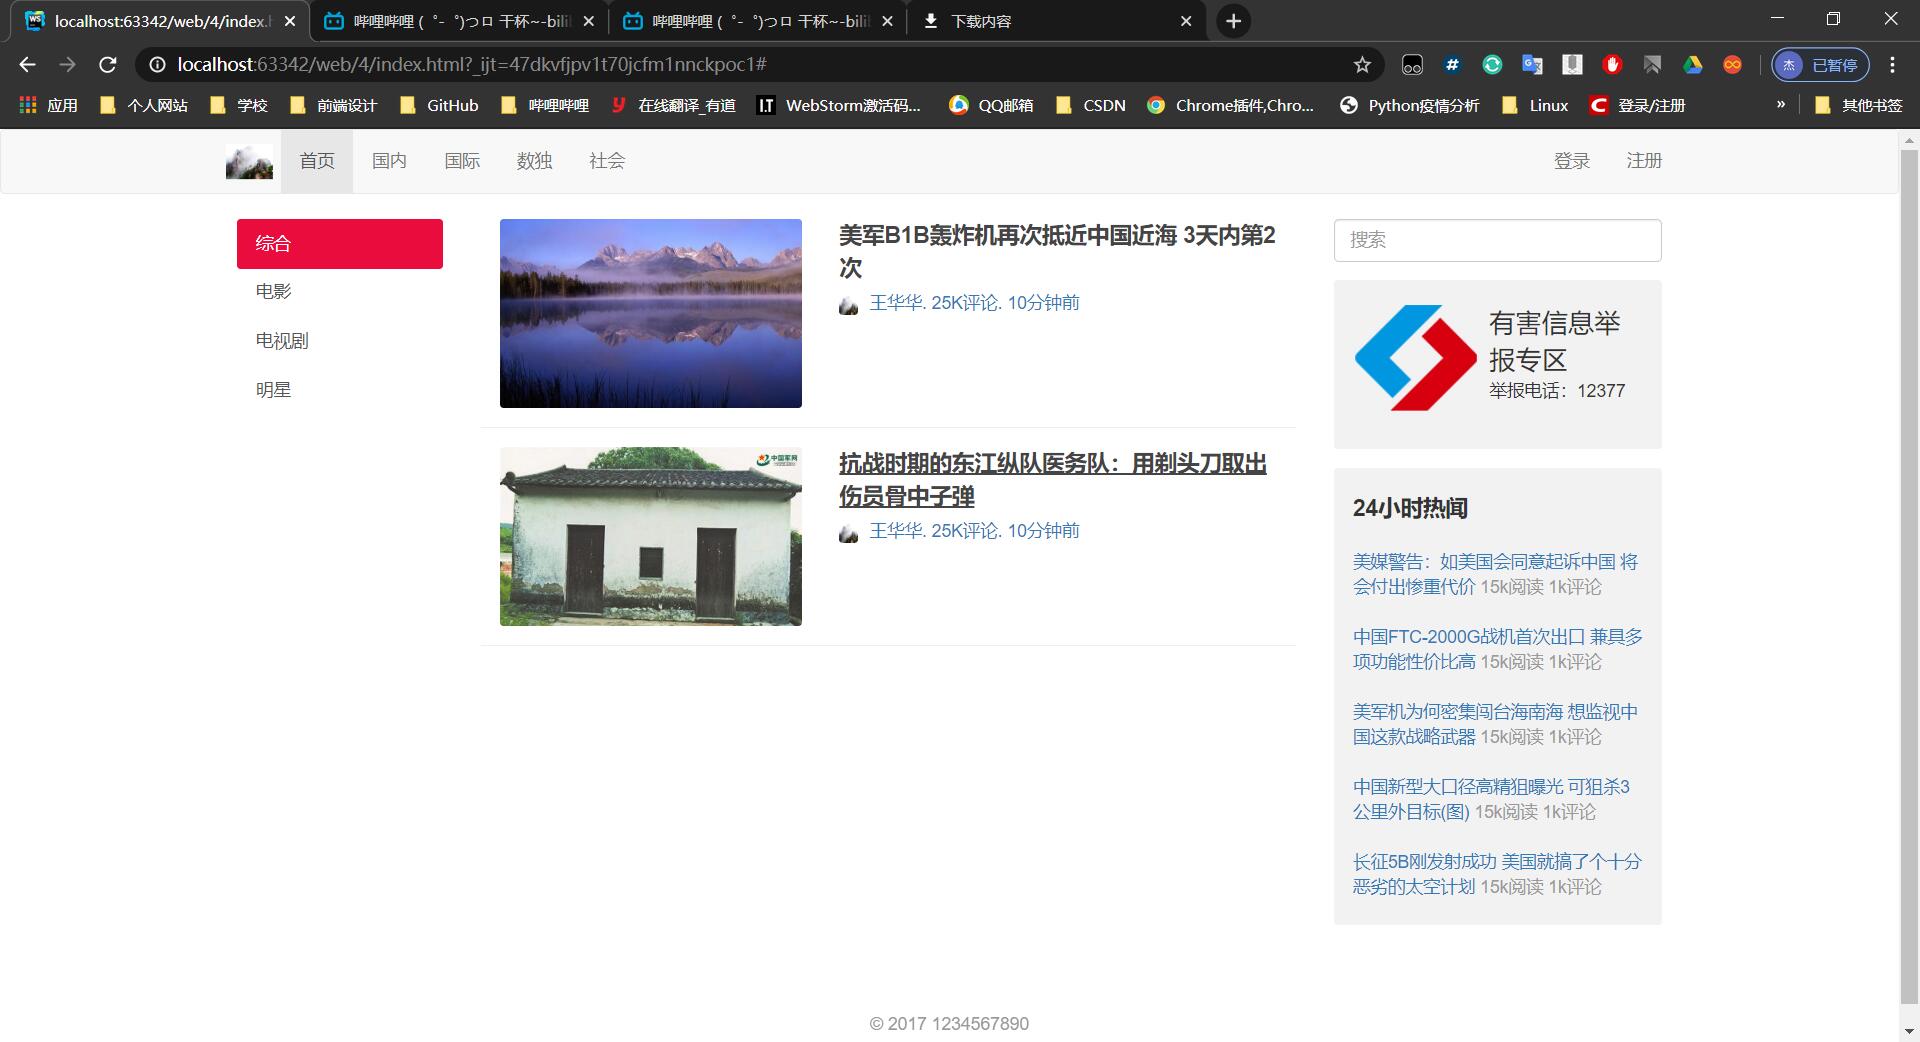 localhost:63342/web/4/index.h
哔哩哔哩 (゜-゜)つロ 干杯~-bilil
哔哩哔哩 (゜-゜)つロ 干杯~-bilil
下载内容
localhost:63342/web/4/index.html?_ijt=47dkvfjpv1t70jcfm1nnckpoc1#
杰 已暂停
应用 个人网站 学校 前端设计 GitHub 哔哩哔哩 在线翻译_有道 WebStorm激活码... QQ邮箱 CSDN Chrome插件,Chro... Python疫情分析 Linux 登录/注册 » 其他书签
首页 国内 国际 数独 社会 登录 注册
综合
电影
电视剧
明星
美军B1B轰炸机再次抵近中国近海 3天内第2
次
王华华. 25K评论. 10分钟前
中国军网
抗战时期的东江纵队医务队：用剃头刀取出
伤员骨中子弹
王华华. 25K评论. 10分钟前
搜索
有害信息举
报专区
举报电话：12377
24小时热闻
美媒警告：如美国会同意起诉中国 将
会付出惨重代价 15k阅读 1k评论
中国FTC-2000G战机首次出口 兼具多
项功能性价比高 15k阅读 1k评论
美军机为何密集闯台海南海 想监视中
国这款战略武器 15k阅读 1k评论
中国新型大口径高精狙曝光 可狙杀3
公里外目标(图) 15k阅读 1k评论
长征5B刚发射成功 美国就搞了个十分
恶劣的太空计划 15k阅读 1k评论
© 2017 1234567890